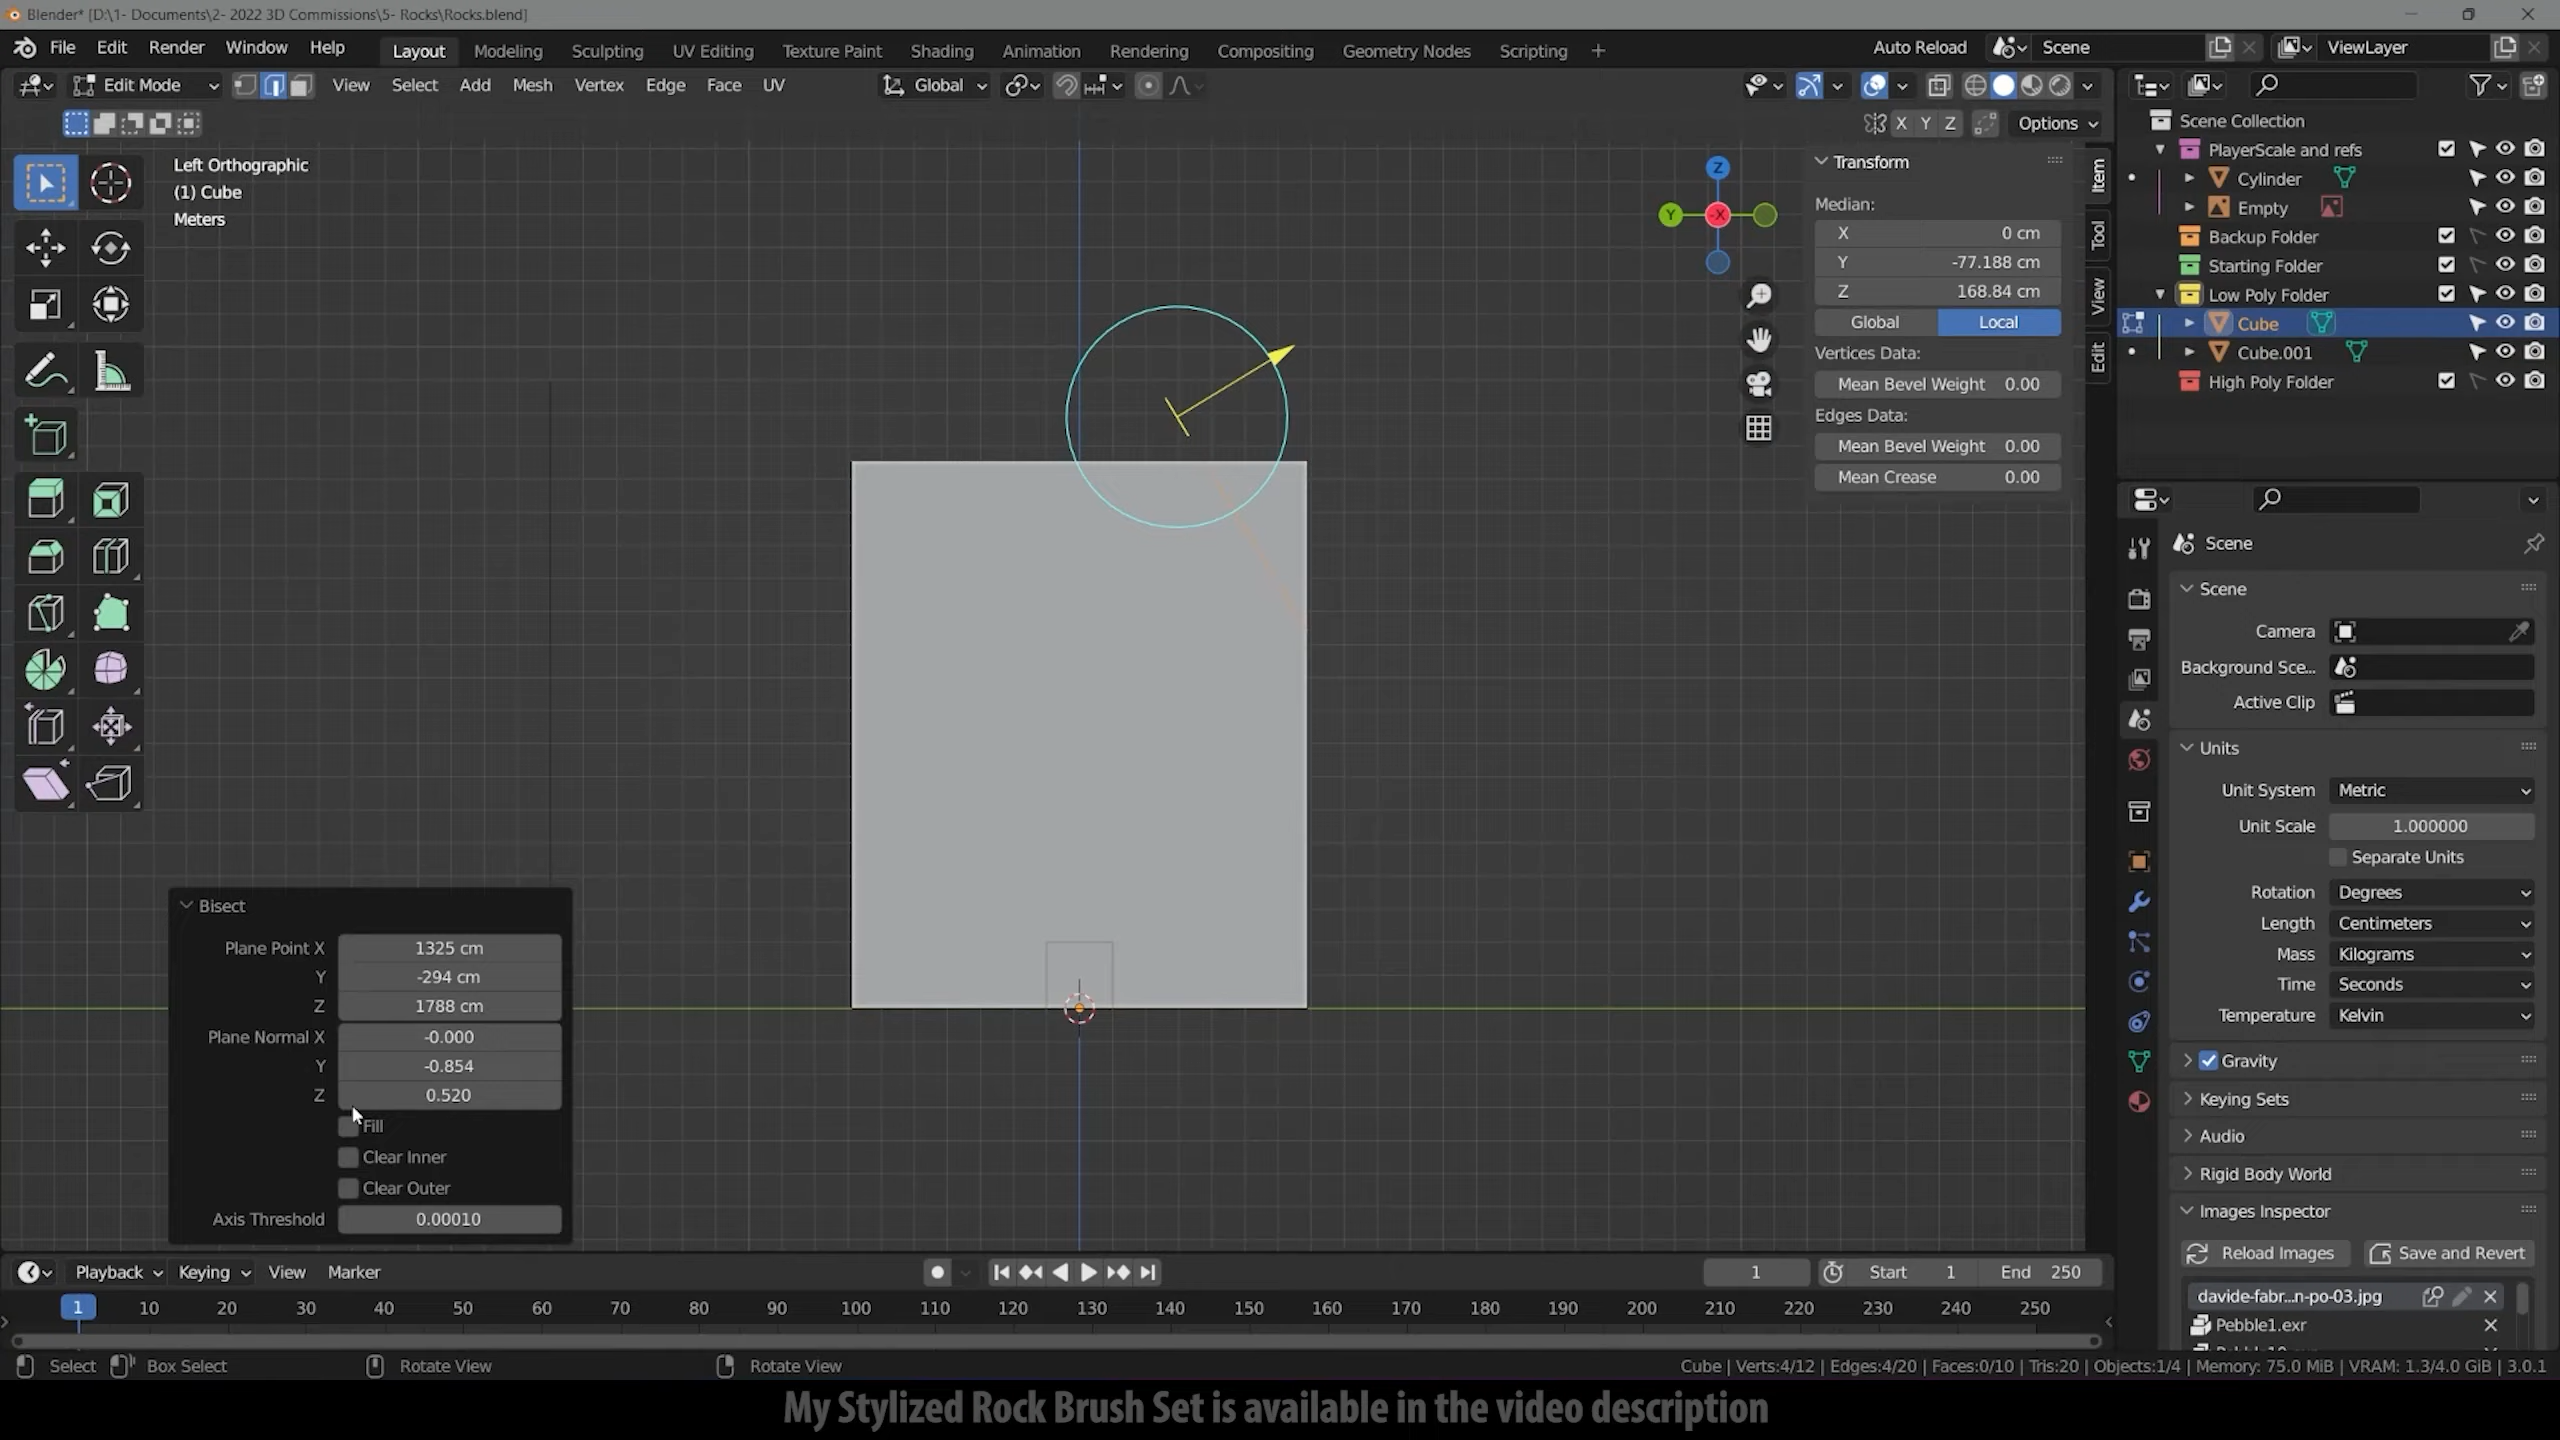 Blender* [D:\1- Documents\2- 2022 3D Commissions\5- Rocks\Rocks.blend]
File Edit Render Window Help Layout Modeling Sculpting UV Editing Texture Paint Shading Animation Rendering Compositing Geometry Nodes Scripting + Auto Reload Scene ViewLayer
Edit Mode View Select Add Mesh Vertex Edge Face UV Global
X Y Z Options
Left Orthographic
(1) Cube
Meters
Z
Y
-X
Transform
Median:
X 0 cm
Y -77.188 cm
Z 168.84 cm
Global Local
Vertices Data:
Mean Bevel Weight 0.00
Edges Data:
Mean Bevel Weight 0.00
Mean Crease 0.00
Item
Tool
View
Edit
Scene Collection
PlayerScale and refs
Cylinder
Empty
Backup Folder
Starting Folder
Low Poly Folder
Cube
Cube.001
High Poly Folder
Scene
Scene
Camera
Background Sce...
Active Clip
Units
Unit System Metric
Unit Scale 1.000000
Separate Units
Rotation Degrees
Length Centimeters
Mass Kilograms
Time Seconds
Temperature Kelvin
Gravity
Keying Sets
Audio
Rigid Body World
Images Inspector
Reload Images Save and Revert
davide-fabr...n-po-03.jpg
Pebble1.exr
Bisect
Plane Point X 1325 cm
Y -294 cm
Z 1788 cm
Plane Normal X -0.000
Y -0.854
Z 0.520
Fill
Clear Inner
Clear Outer
Axis Threshold 0.00010
Playback Keying View Marker 1 Start 1 End 250
1 10 20 30 40 50 60 70 80 90 100 110 120 130 140 150 160 170 180 190 200 210 220 230 240 250
Select Box Select Rotate View Rotate View Cube | Verts:4/12 | Edges:4/20 | Faces:0/10 | Tris:20 | Objects:1/4 | Memory: 75.0 MiB | VRAM: 1.3/4.0 GiB | 3.0.1
My Stylized Rock Brush Set is available in the video description